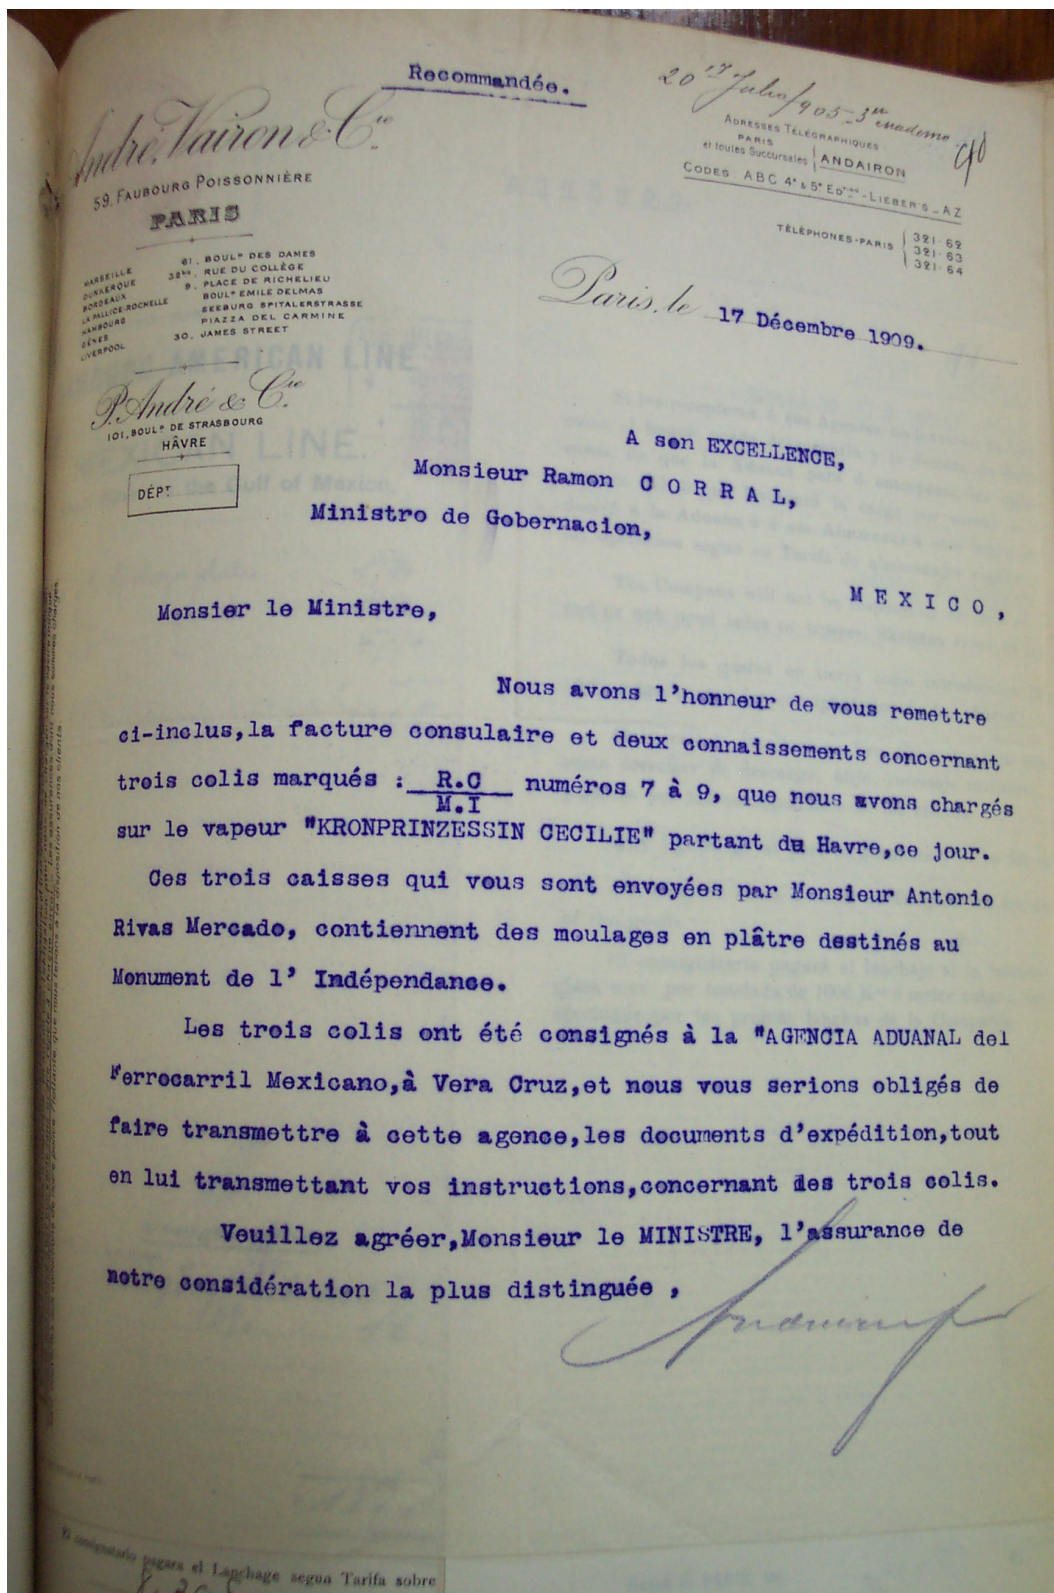 Recommandée.
20 Julio/905-3er
André, Vairon & Cie
59, FAUBOURG POISSONNIÈRE
PARIS
MARSEILLE 61, BOULD DES DAMES
DUNKERQUE 32bis, RUE DU COLLÈGE
BORDEAUX 9, PLACE DE RICHELIEU
LA PALLICE-ROCHELLE BOULD EMILE DELMAS
HAMBOURG SEEBURG SPITALERSTRASSE
GÊNES PIAZZA DEL CARMINE
LIVERPOOL 30, JAMES STREET
P. André & Cie
101, BOULD DE STRASBOURG
HÂVRE
DÉPT
ADRESSES TÉLÉGRAPHIQUES
PARIS
et toutes Succursales ANDAIRON
CODES ABC 4e & 5e EDtions - LIEBER'S - AZ
TÉLÉPHONES-PARIS 321-62
321-63
321-64
Paris, le 17 Décembre 1909.
A son EXCELLENCE,
Monsieur Ramon CORRAL,
Ministro de Gobernacion,
MEXICO,
Monsier le Ministre,
Nous avons l'honneur de vous remettre
ci-inclus, la facture consulaire et deux connaissements concernant
trois colis marqués : R.C numéros 7 à 9, que nous avons chargés
M.I
sur le vapeur "KRONPRINZESSIN CECILIE" partant du Havre, ce jour.
Ces trois caisses qui vous sont envoyées par Monsieur Antonio
Rivas Mercado, contiennent des moulages en plâtre destinés au
Monument de l' Indépendance.
Les trois colis ont été consignés à la "AGENCIA ADUANAL del
Ferrocarril Mexicano, à Vera Cruz, et nous vous serions obligés de
faire transmettre à cette agence, les documents d'expédition, tout
en lui transmettant vos instructions, concernant les trois colis.
Veuillez agréer, Monsieur le MINISTRE, l'assurance de
notre considération la plus distinguée ,
El consignatario pagara el Lanchage segun Tarifa sobre